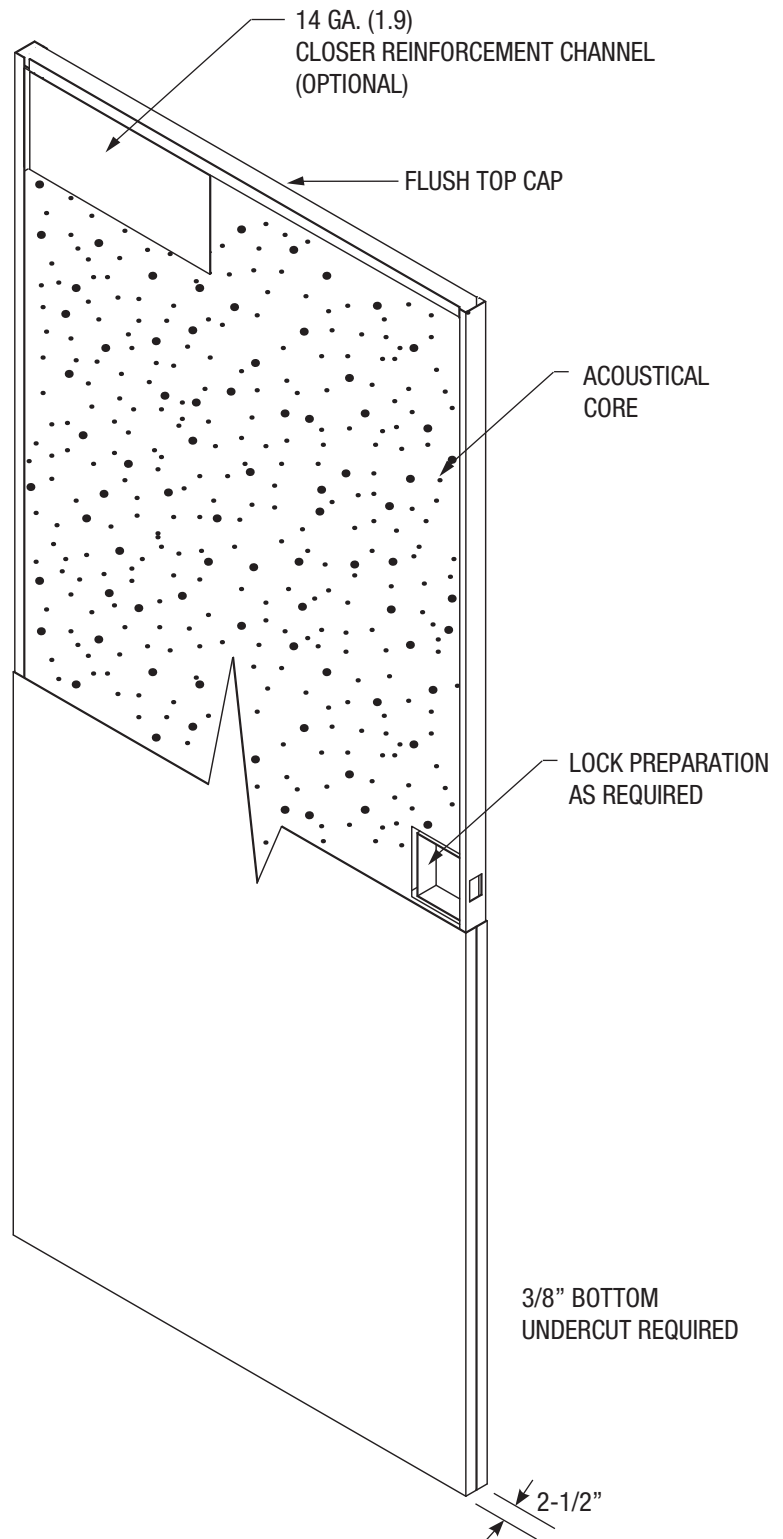 14 GA. (1.9)
CLOSER REINFORCEMENT CHANNEL
(OPTIONAL)
FLUSH TOP CAP
ACOUSTICAL
CORE
LOCK PREPARATION
AS REQUIRED
3/8” BOTTOM
UNDERCUT REQUIRED
2-1/2”